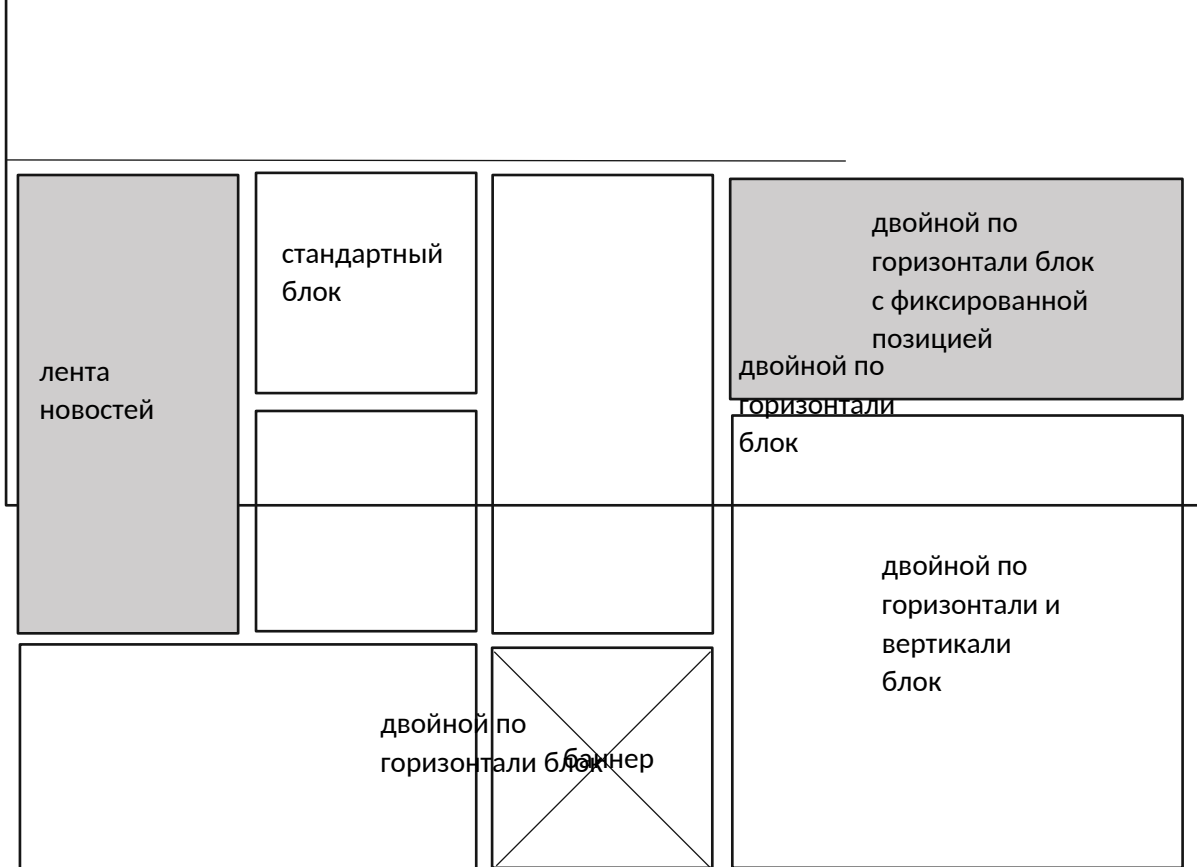 двойной по
горизонтали блок
с фиксированной
позицией
стандартный
блок
лента
новостей
двойной по
горизонтали
блок
двойной по
горизонтали и
вертикали
блок
двойной по
горизонтали блок
баннер